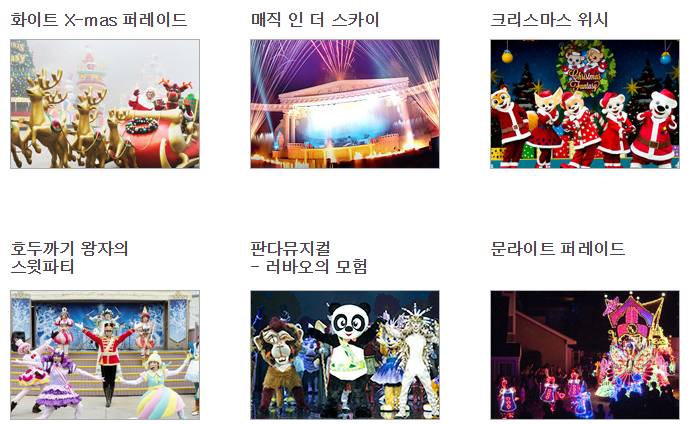 화이트 X-mas 퍼레이드
매직 인 더 스카이
크리스마스 위시
Christmas
Fantasy
호두까기 왕자의
스윗파티
판다뮤지컬
- 러바오의 모험
문라이트 퍼레이드